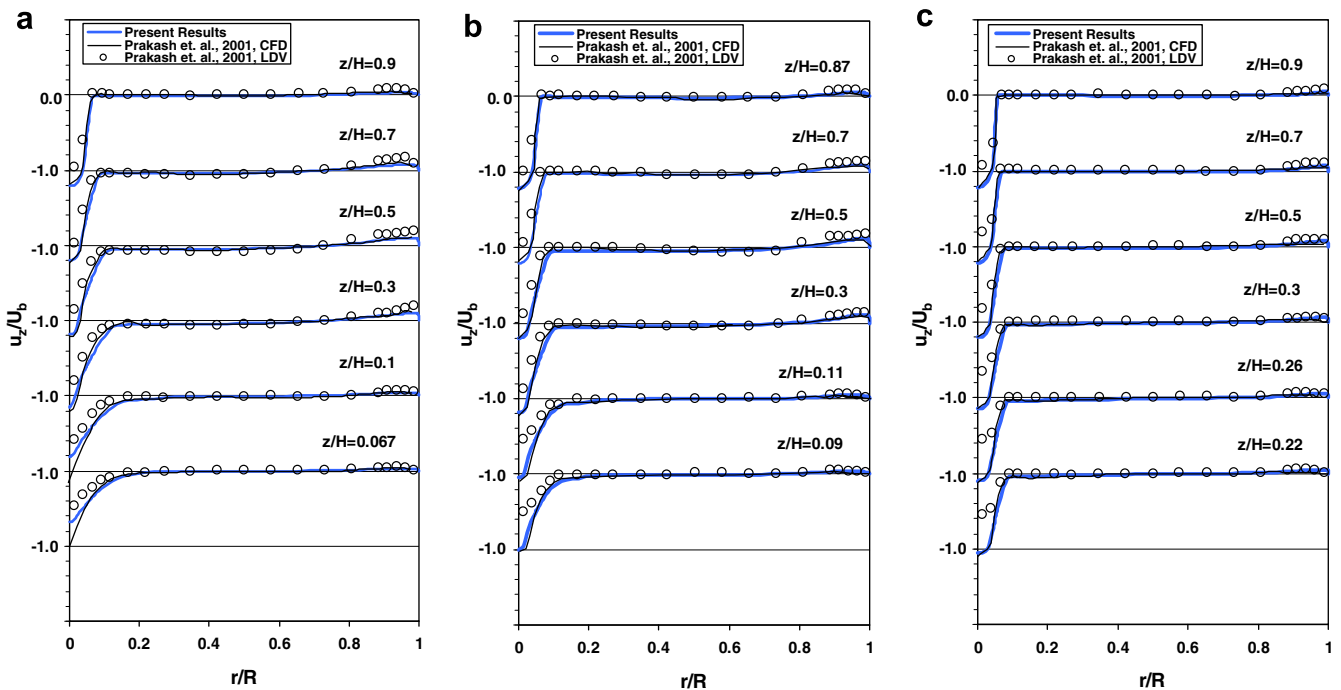 a
Present Results
Prakash et. al., 2001, CFD
Prakash et. al., 2001, LDV
z/H=0.9
0.0
z/H=0.7
-1.0
z/H=0.5
-1.0
z/H=0.3
-1.0
z/H=0.1
-1.0
z/H=0.067
-1.0
-1.0
uz/Ub
0 0.2 0.4 0.6 0.8 1
r/R
b
Present Results
Prakash et. al., 2001, CFD
Prakash et. al., 2001, LDV
z/H=0.87
0.0
z/H=0.7
-1.0
z/H=0.5
-1.0
z/H=0.3
-1.0
z/H=0.11
-1.0
z/H=0.09
-1.0
-1.0
uz/Ub
0 0.2 0.4 0.6 0.8 1
r/R
c
Present Results
Prakash et. al., 2001, CFD
Prakash et. al., 2001, LDV
z/H=0.9
0.0
z/H=0.7
-1.0
z/H=0.5
-1.0
z/H=0.3
-1.0
z/H=0.26
-1.0
z/H=0.22
-1.0
-1.0
uz/Ub
0 0.2 0.4 0.6 0.8 1
r/R